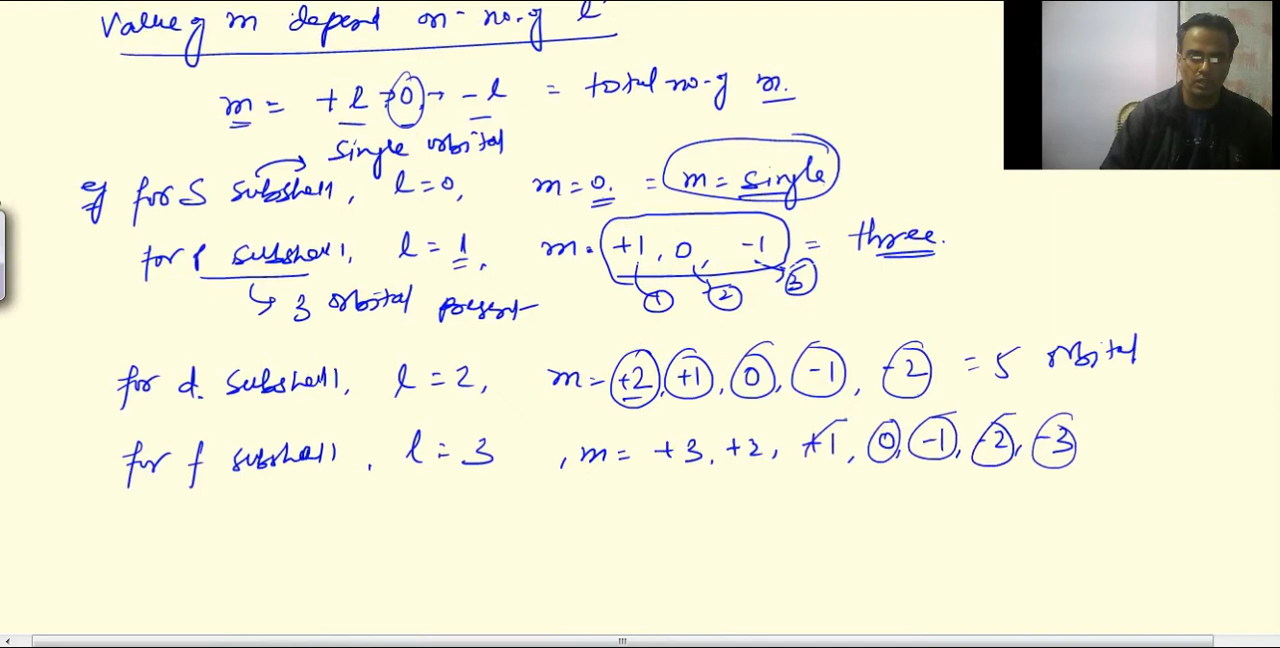 Value of m depend on no. of l
m = +l → 0 → -l = total no. of m.
single orbital
eg for S subshell, l = 0, m = 0. = m = single
for p subshell, l = 1, m = +1, 0, -1 = three.
① ② ③
↳ 3 orbital present
for d. subshell, l = 2, m = +2, +1, 0, -1, -2 = 5 orbital
for f subshell, l = 3, m = +3, +2, +1, 0, -1, -2, -3